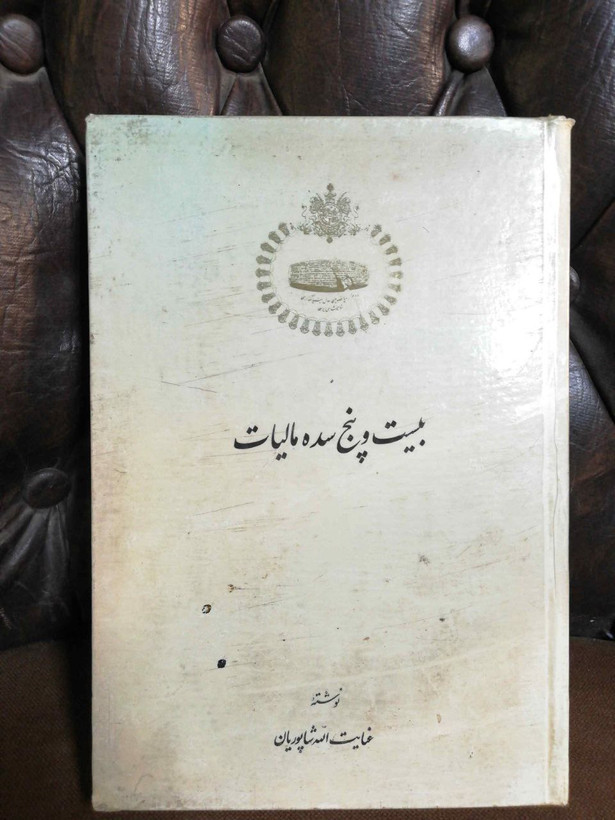 بیست و پنج سده مالیات
نوشتهٔ
عنایت الله شاپوریان